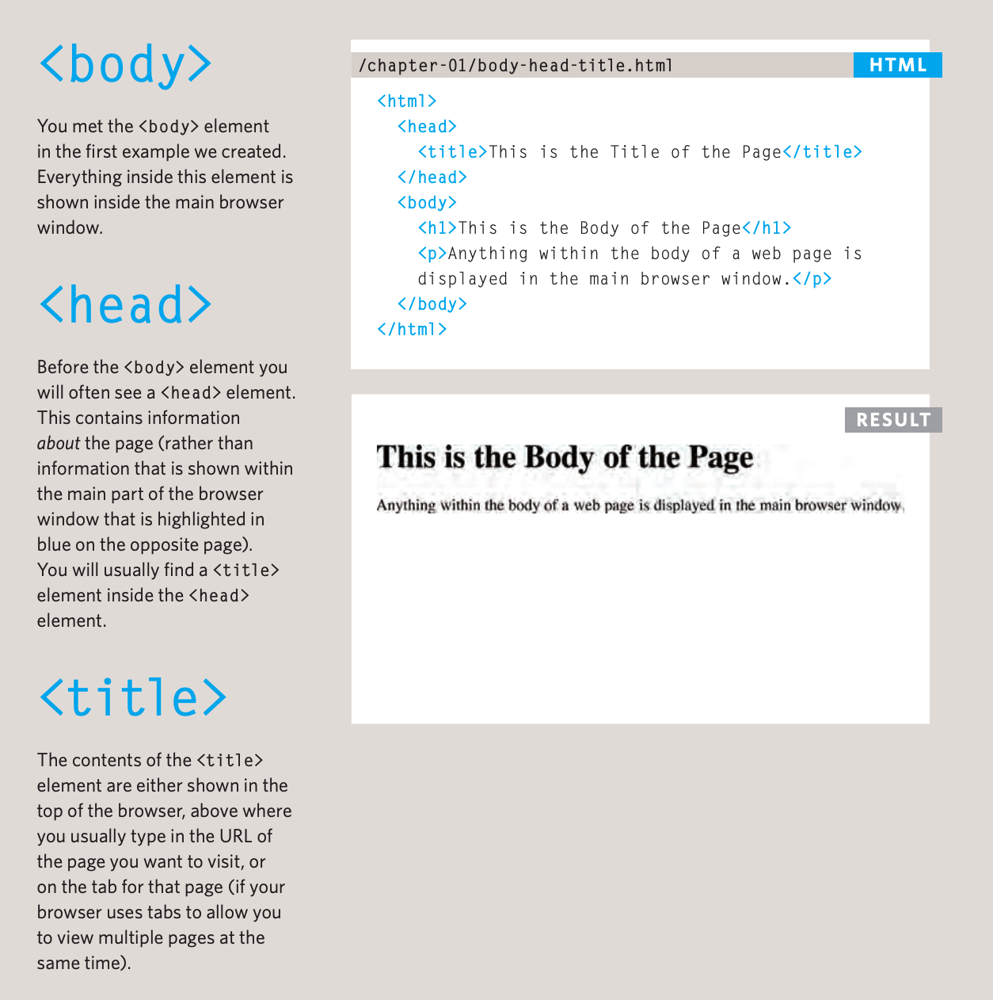 <body>
You met the <body> element
in the first example we created.
Everything inside this element is
shown inside the main browser
window.
<head>
Before the <body> element you
will often see a <head> element.
This contains information
about the page (rather than
information that is shown within
the main part of the browser
window that is highlighted in
blue on the opposite page).
You will usually find a <title>
element inside the <head>
element.
<title>
The contents of the <title>
element are either shown in the
top of the browser, above where
you usually type in the URL of
the page you want to visit, or
on the tab for that page (if your
browser uses tabs to allow you
to view multiple pages at the
same time).
/chapter-01/body-head-title.html HTML
<html>
<head>
<title>This is the Title of the Page</title>
</head>
<body>
<h1>This is the Body of the Page</h1>
<p>Anything within the body of a web page is
displayed in the main browser window.</p>
</body>
</html>
RESULT
This is the Body of the Page
Anything within the body of a web page is displayed in the main browser window.